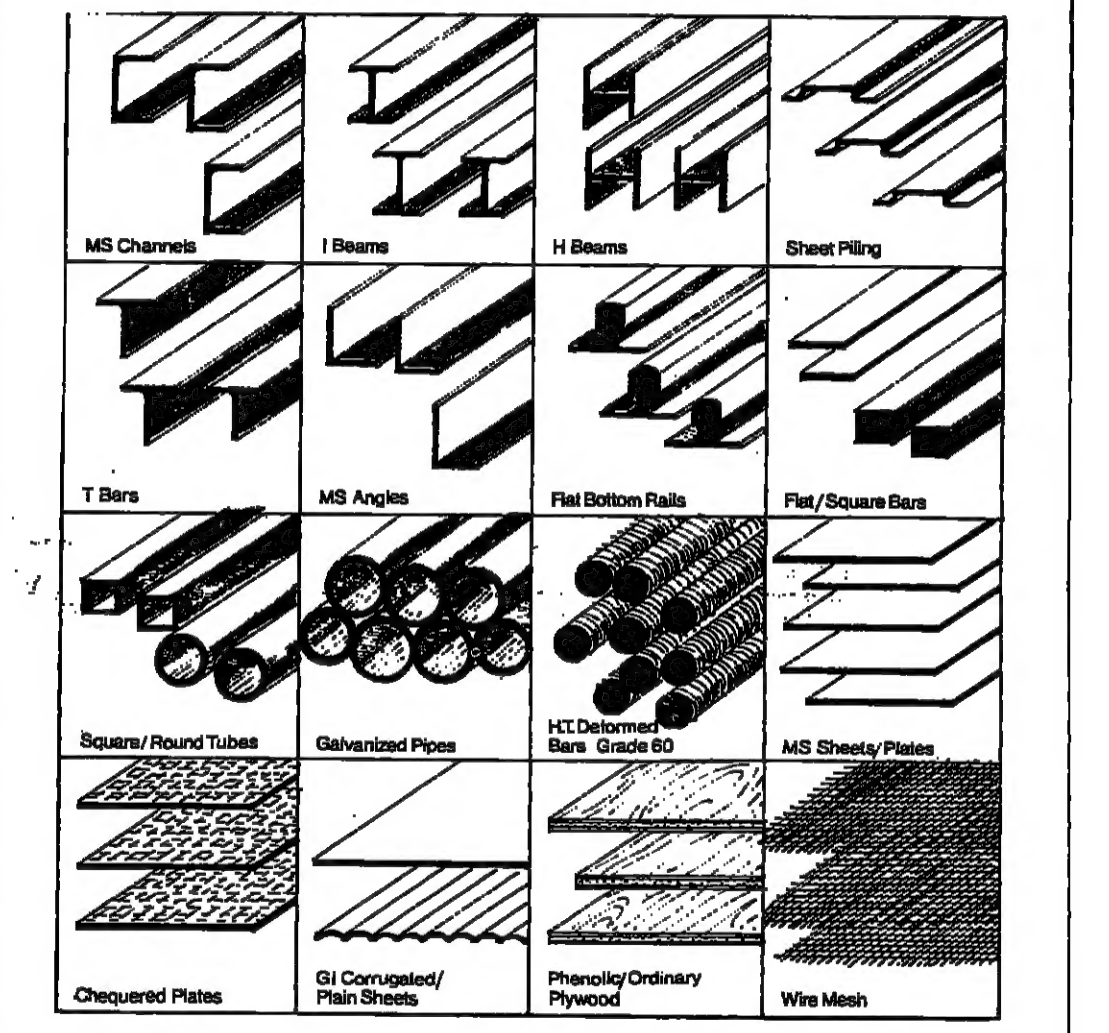 MS Channels
I Beams
H Beams
Sheet Piling
T Bars
MS Angles
Flat Bottom Rails
Flat/Square Bars
Square/Round Tubes
Galvanized Pipes
H.T. Deformed
Bars Grade 60
MS Sheets/Plates
Chequered Plates
GI Corrugated/
Plain Sheets
Phenolic/Ordinary
Plywood
Wire Mesh